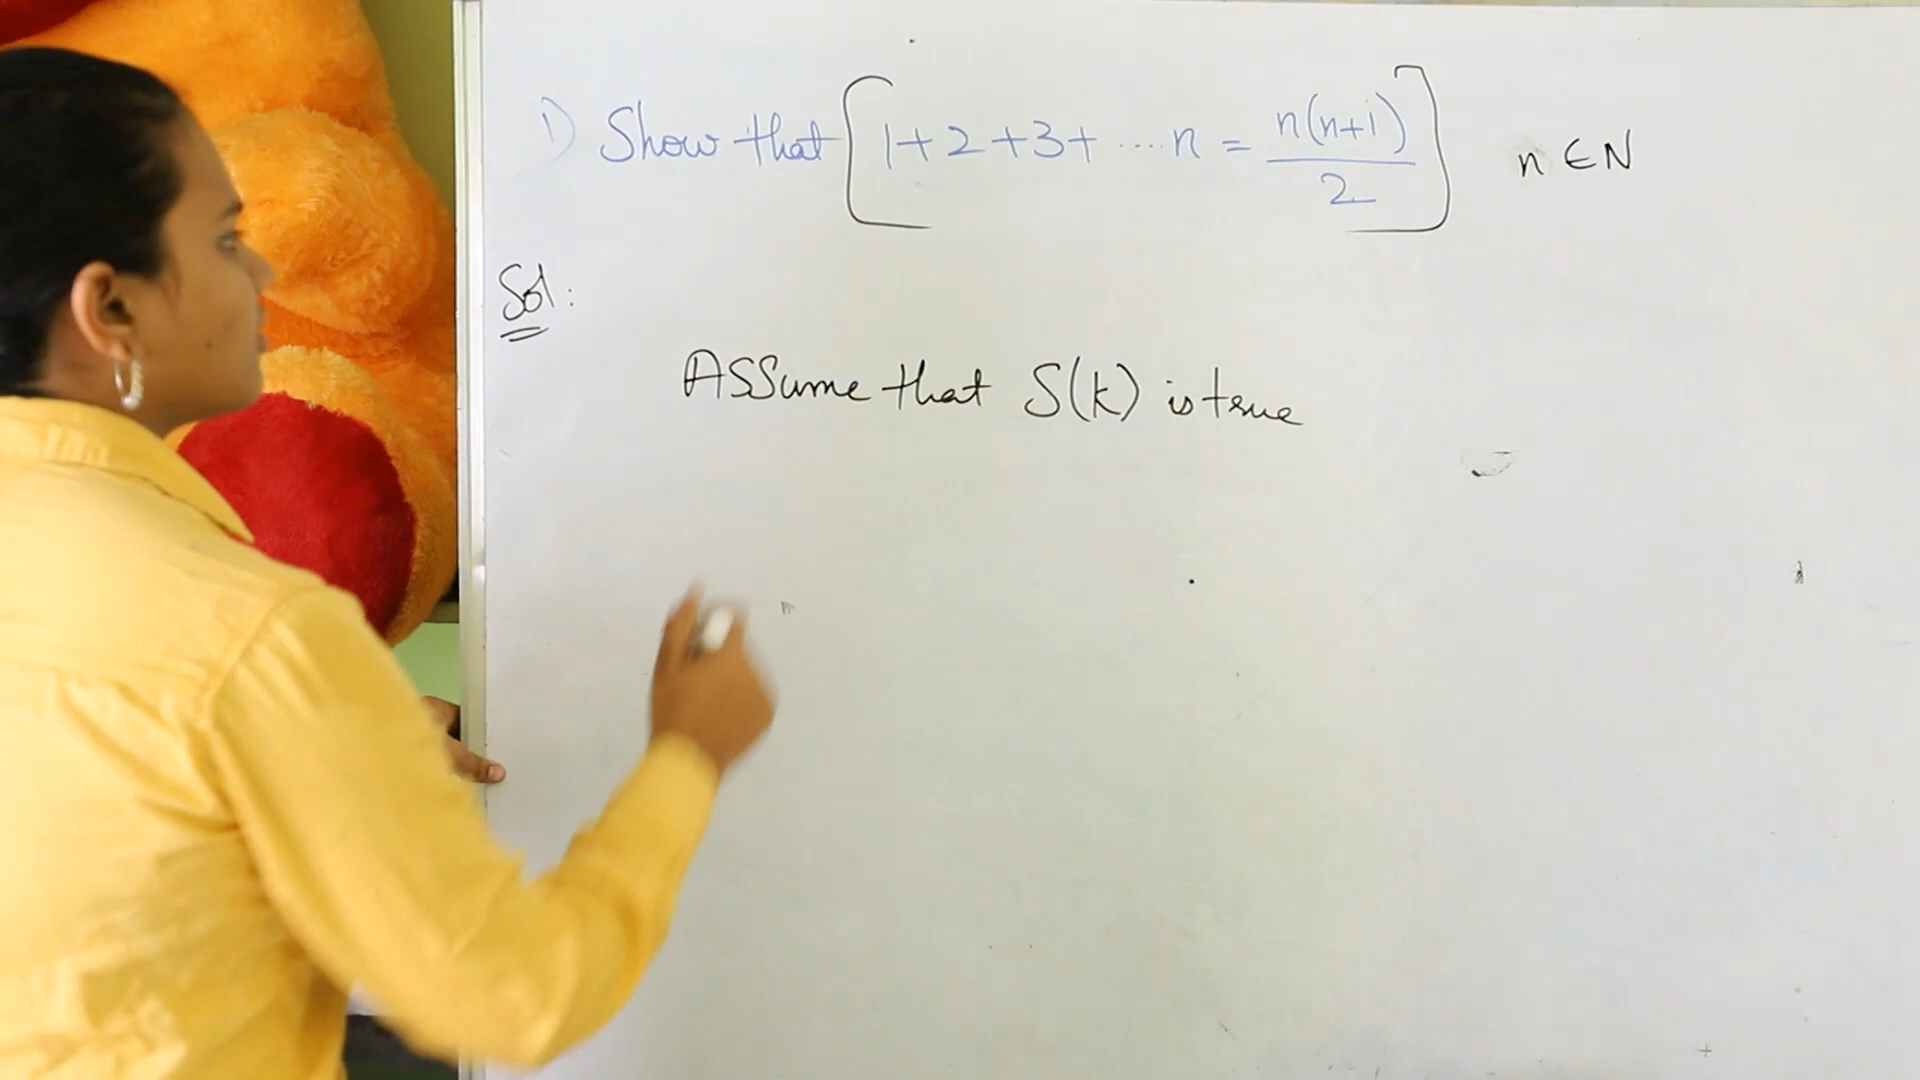 1) Show that [1+2+3+ ....n = n(n+1)/2] n ∈ N
Sol:
Assume that S(k) is true